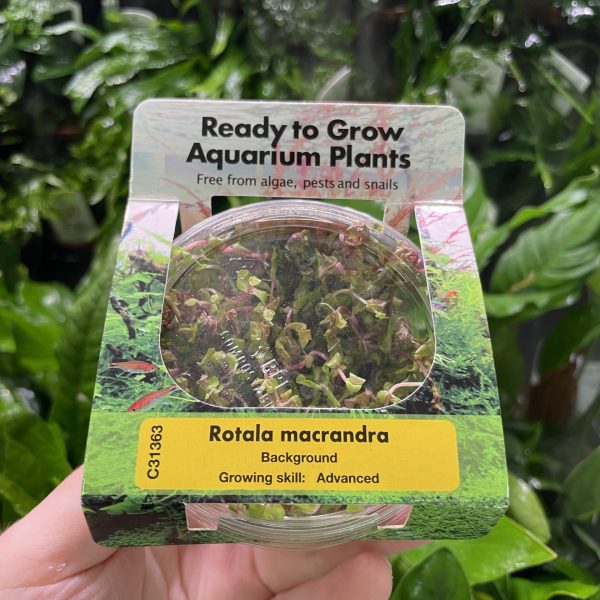 Ready to Grow
Aquarium Plants
Free from algae, pests and snails
C31363
Rotala macrandra
Background
Growing skill: Advanced